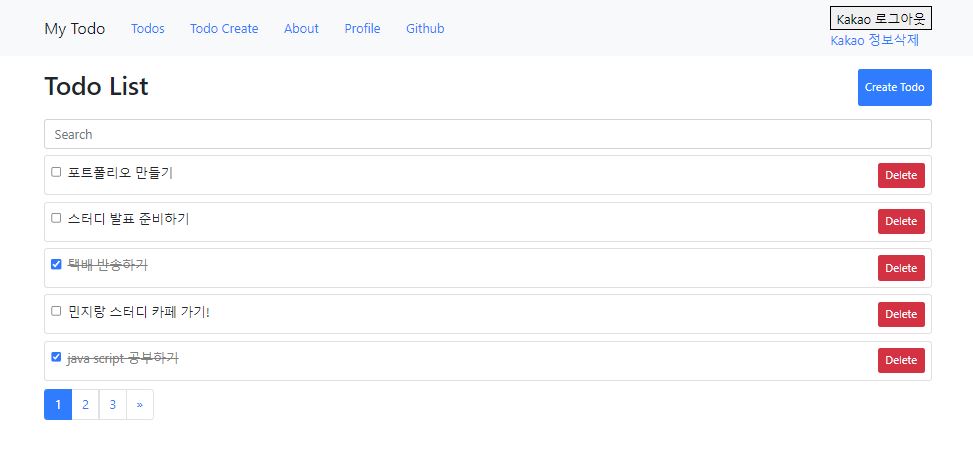 My Todo Todos Todo Create About Profile Github Kakao 로그아웃
Kakao 정보삭제
Todo List Create Todo
Search
포트폴리오 만들기 Delete
스터디 발표 준비하기 Delete
택배 반송하기 Delete
민지랑 스터디 카페 가기! Delete
java script 공부하기 Delete
1 2 3 »